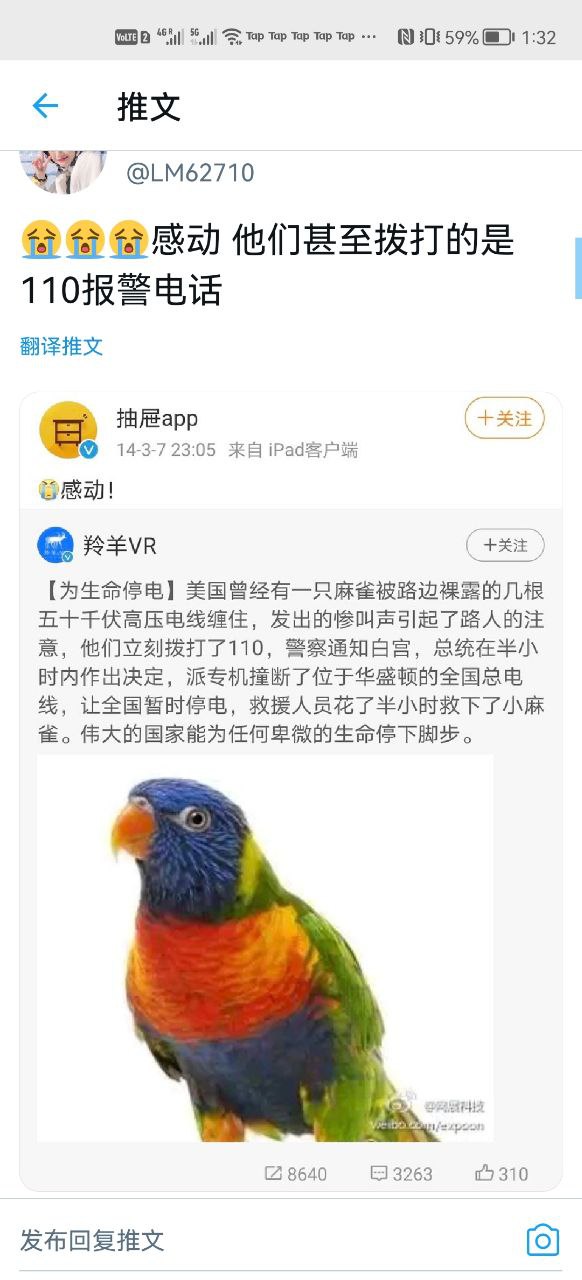 VoLTE 2 4G R 5G Tap Tap Tap Tap Tap ··· 59% 1:32
推文
@LM62710
😭😭😭感动 他们甚至拨打的是
110报警电话
翻译推文
抽屉app
+关注
14-3-7 23:05 来自 iPad客户端
😭感动!
羚羊VR
+关注
【为生命停电】美国曾经有一只麻雀被路边裸露的几根
五十千伏高压电线缠住，发出的惨叫声引起了路人的注
意，他们立刻拨打了110，警察通知白宫，总统在半小
时内作出决定，派专机撞断了位于华盛顿的全国总电
线，让全国暂时停电，救援人员花了半小时救下了小麻
雀。伟大的国家能为任何卑微的生命停下脚步。
@网展科技
weibo.com/expoon
8640 3263 310
发布回复推文